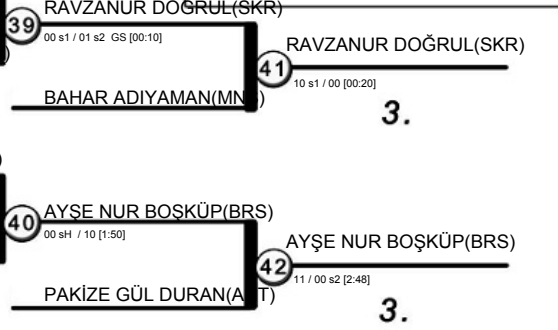 RAVZANUR DOĞRUL(SKR)
39
00 s1 / 01 s2 GS [00:10]
RAVZANUR DOĞRUL(SKR)
41
10 s1 / 00 [00:20]
BAHAR ADIYAMAN(MN
3.
AYŞE NUR BOŞKÜP(BRS)
40
00 sH / 10 [1:50]
AYŞE NUR BOŞKÜP(BRS)
42
11 / 00 s2 [2:48]
PAKİZE GÜL DURAN(A T)
3.